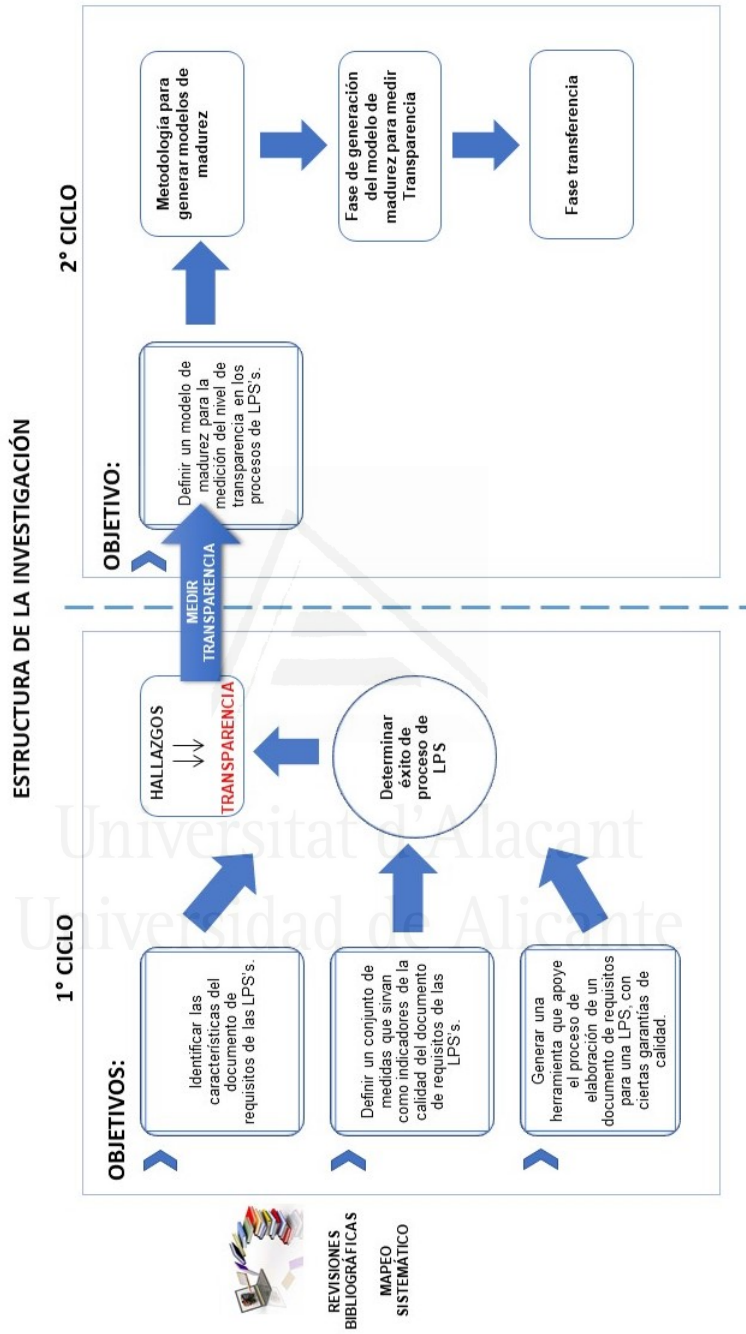 ESTRUCTURA DE LA INVESTIGACIÓN
1° CICLO
REVISIONES
BIBLIOGRÁFICAS
MAPEO
SISTEMÁTICO
OBJETIVOS:
Identificar las
características del
documento de
requisitos de las LPS's.
Definir un conjunto de
medidas que sirvan
como indicadores de la
calidad del documento
de requisitos de las
LPS's.
Generar una
herramienta que apoye
el proceso de
elaboración de un
documento de requisitos
para una LPS, con
ciertas garantías de
calidad.
HALLAZGOS
TRANSPARENCIA
Determinar
éxito de
proceso de
LPS
MEDIR
TRANSPARENCIA
2° CICLO
OBJETIVO:
Definir un modelo de
madurez para la
medición del nivel de
transparencia en los
procesos de LPS's.
Metodología para
generar modelos de
madurez
Fase de generación
del modelo de
madurez para medir
Transparencia
Fase transferencia
Universitat d'Alacant
Universidad de Alicante